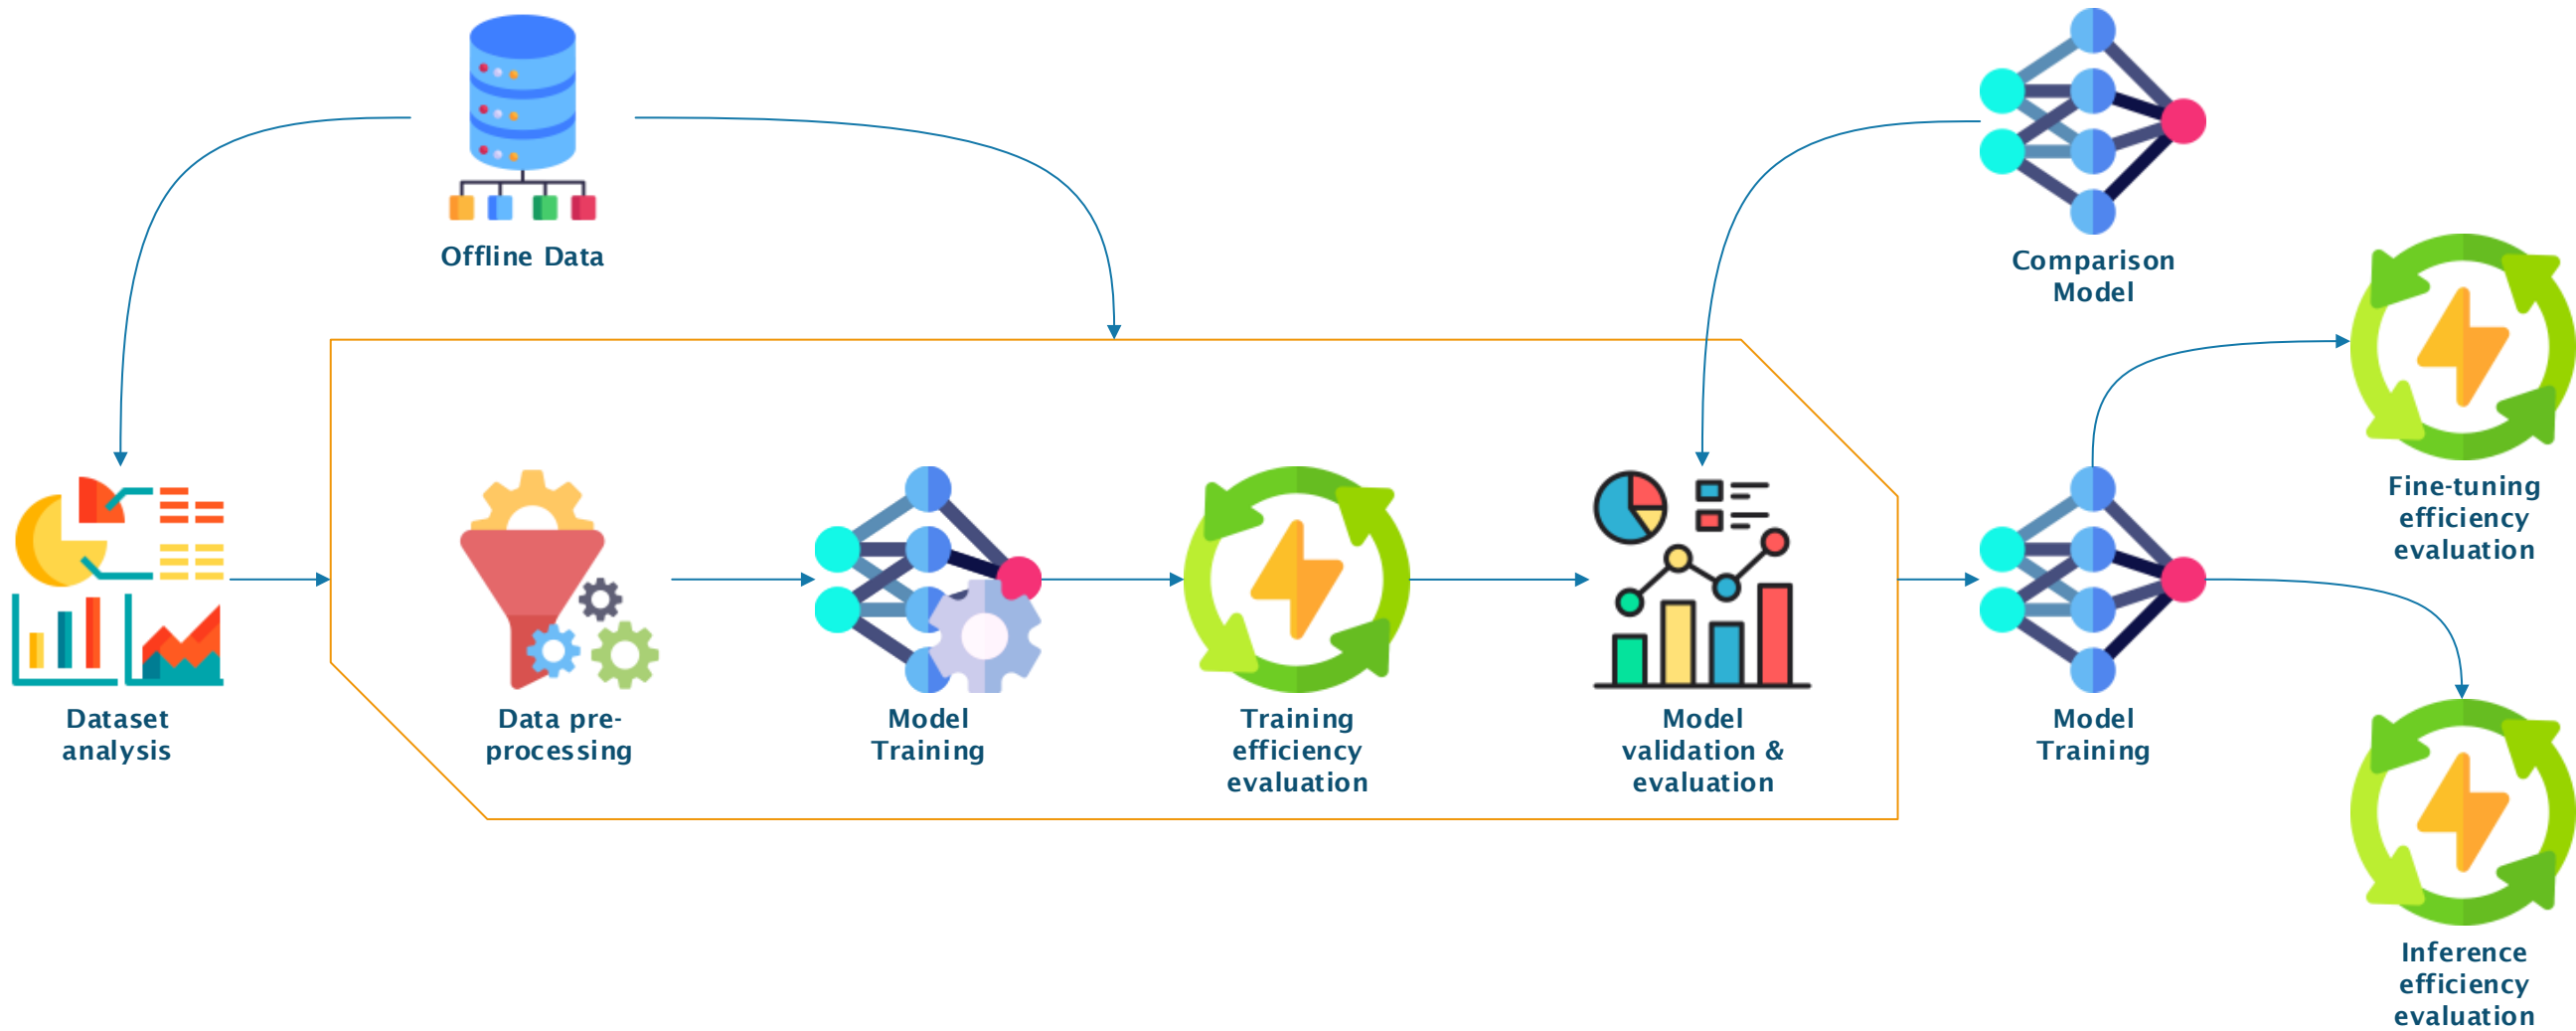 Offline Data
Comparison
Model
Fine-tuning
efficiency
evaluation
Dataset
analysis
Data pre-
processing
Model
Training
Training
efficiency
evaluation
Model
validation &
evaluation
Model
Training
Inference
efficiency
evaluation